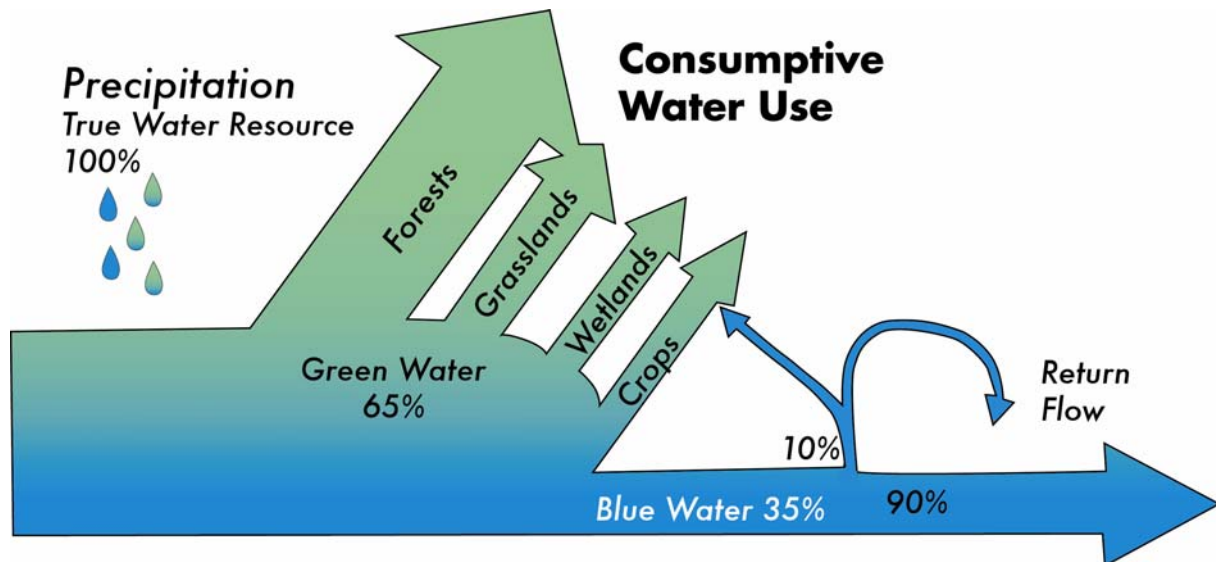 Precipitation
True Water Resource
100%
Consumptive
Water Use
Forests
Grasslands
Wetlands
Crops
Green Water
65%
Return
Flow
10%
Blue Water 35%
90%